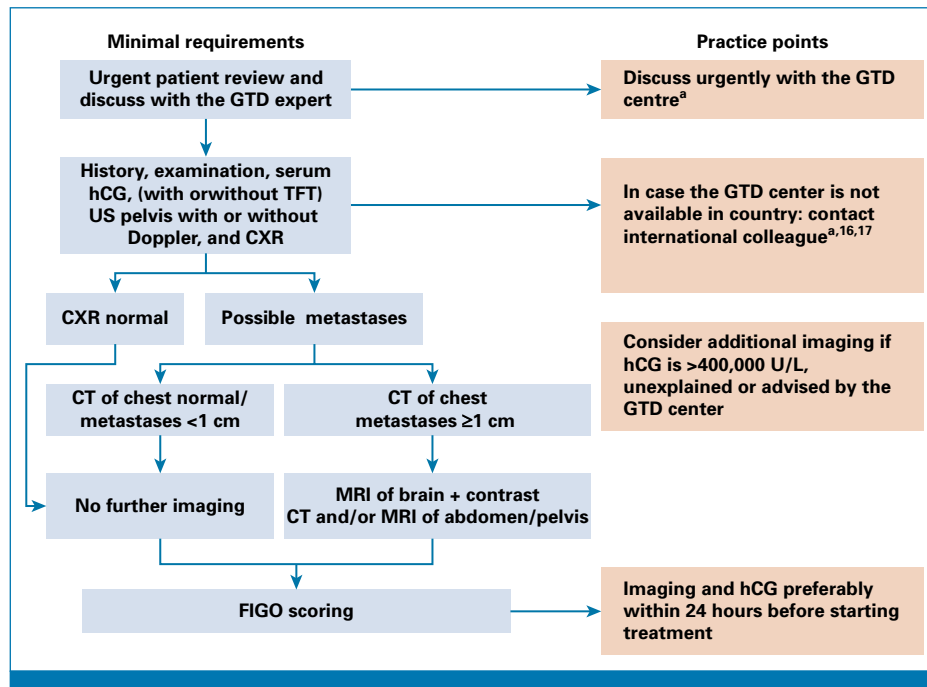 Minimal requirements
Practice points
Urgent patient review and
discuss with the GTD expert
Discuss urgently with the GTD
centreᵃ
History, examination, serum
hCG, (with orwithout TFT)
US pelvis with or without
Doppler, and CXR
In case the GTD center is not
available in country: contact
international colleagueᵃ,¹⁶,¹⁷
CXR normal
Possible metastases
Consider additional imaging if
hCG is >400,000 U/L,
unexplained or advised by the
GTD center
CT of chest normal/
metastases <1 cm
CT of chest
metastases ≥1 cm
No further imaging
MRI of brain + contrast
CT and/or MRI of abdomen/pelvis
FIGO scoring
Imaging and hCG preferably
within 24 hours before starting
treatment